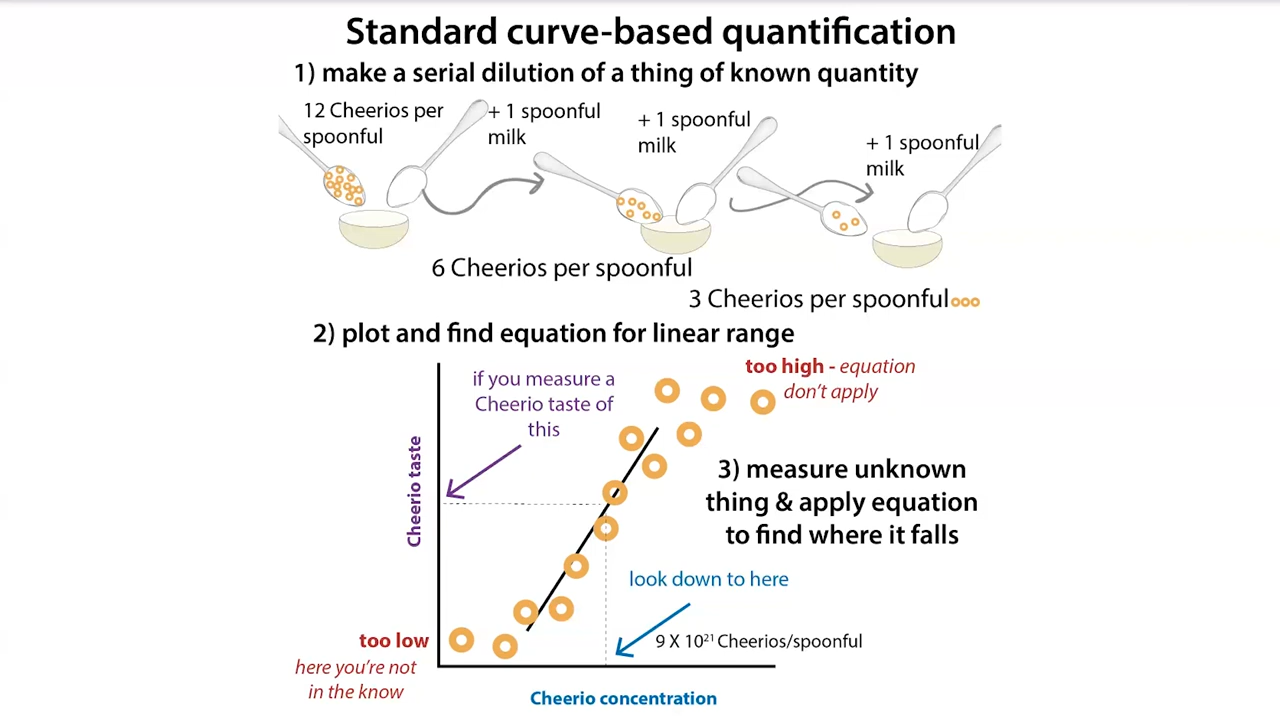 Standard curve-based quantification
1) make a serial dilution of a thing of known quantity
12 Cheerios per
spoonful
+ 1 spoonful
milk
+ 1 spoonful
milk
+ 1 spoonful
milk
6 Cheerios per spoonful
3 Cheerios per spoonful
2) plot and find equation for linear range
too high - equation
don't apply
if you measure a
Cheerio taste of
this
Cheerio taste
3) measure unknown
thing & apply equation
to find where it falls
look down to here
9 X 10²¹ Cheerios/spoonful
too low
here you're not
in the know
Cheerio concentration